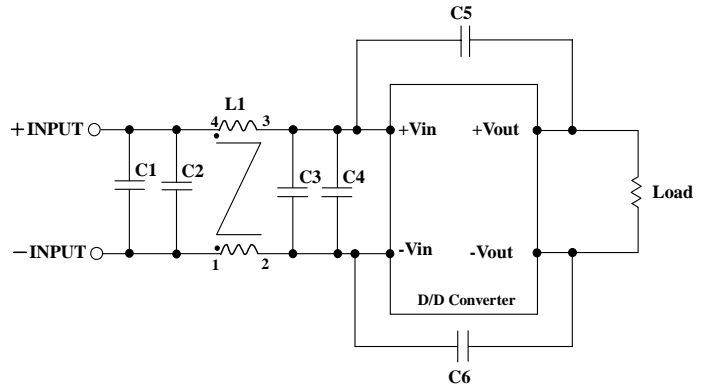 C5
L1
4 3
+INPUT
+Vin +Vout
C1 C2 C3 C4
Load
−INPUT
1 2
-Vin -Vout
D/D Converter
C6